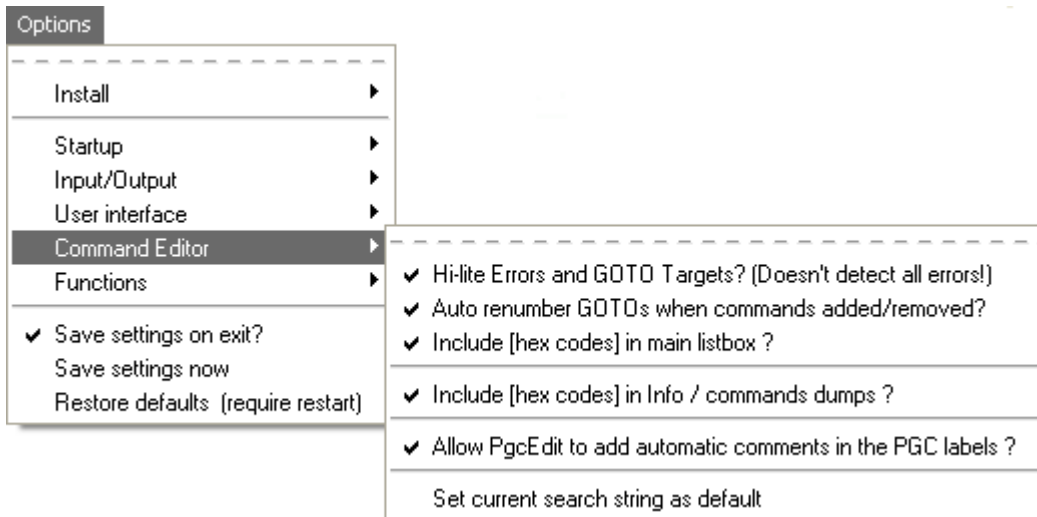 Options
Install
Startup
Input/Output
User interface
Command Editor
Functions
Save settings on exit?
Save settings now
Restore defaults (require restart)
Hi-lite Errors and GOTO Targets? (Doesn't detect all errors!)
Auto renumber GOTOs when commands added/removed?
Include [hex codes] in main listbox ?
Include [hex codes] in Info / commands dumps ?
Allow PgcEdit to add automatic comments in the PGC labels ?
Set current search string as default